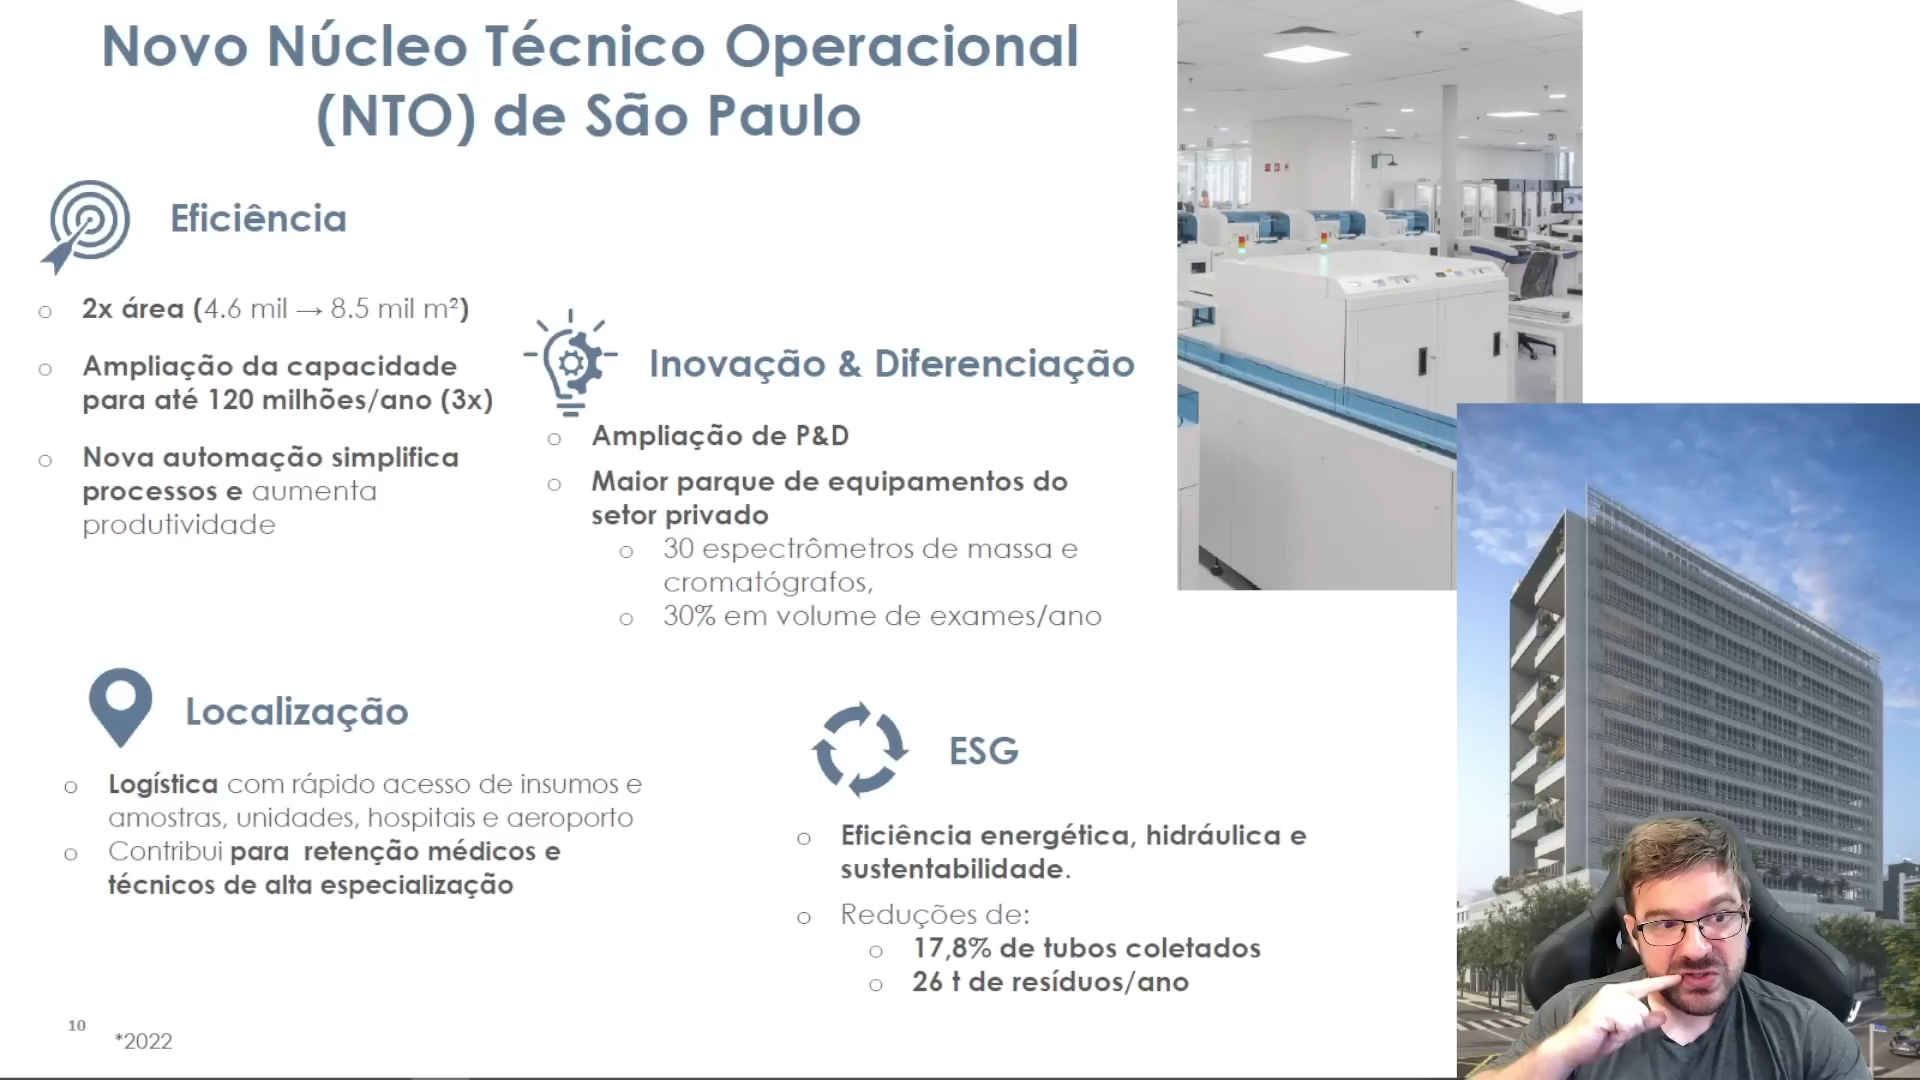 Novo Núcleo Técnico Operacional
(NTO) de São Paulo
Eficiência
2x área (4.6 mil → 8.5 mil m²)
Ampliação da capacidade
para até 120 milhões/ano (3x)
Nova automação simplifica
processos e aumenta
produtividade
Inovação & Diferenciação
Ampliação de P&D
Maior parque de equipamentos do
setor privado
30 espectrômetros de massa e
cromatógrafos,
30% em volume de exames/ano
Localização
Logística com rápido acesso de insumos e
amostras, unidades, hospitais e aeroporto
Contribui para  retenção médicos e
técnicos de alta especialização
ESG
Eficiência energética, hidráulica e
sustentabilidade.
Reduções de:
17,8% de tubos coletados
26 t de resíduos/ano
10
*2022